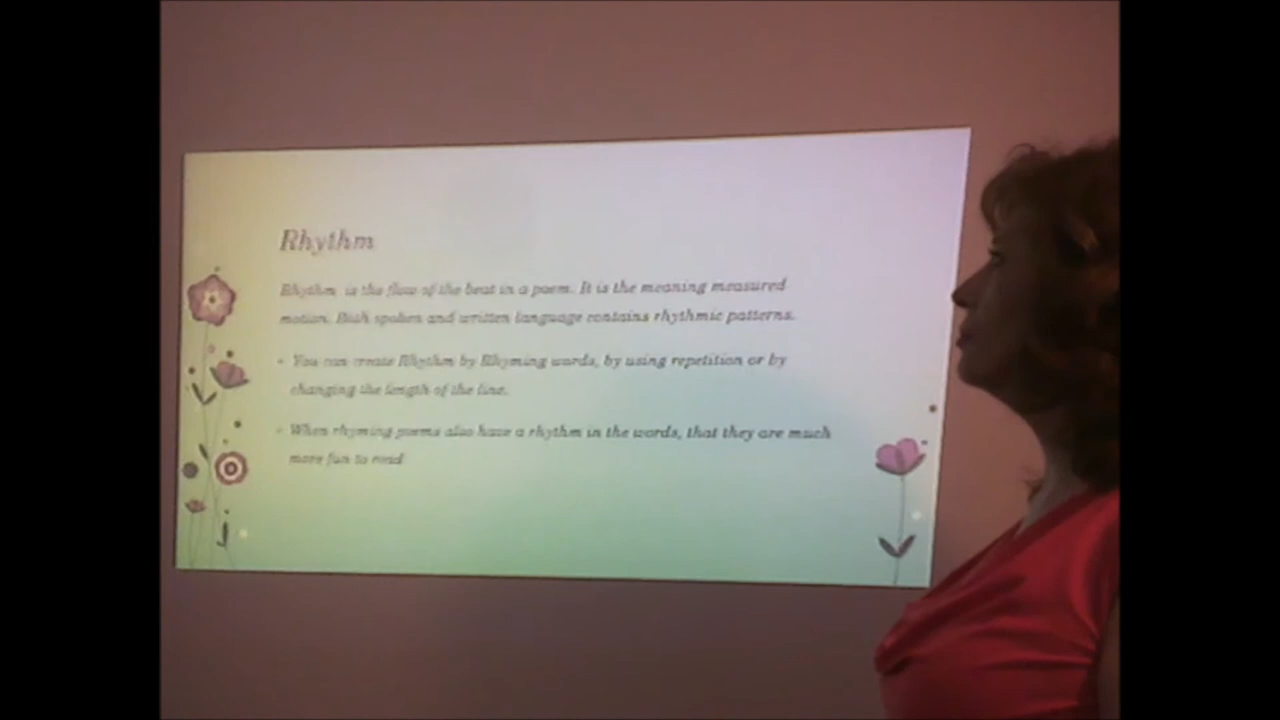 Rhythm
Rhythm is the flow of the beat in a poem. It is the meaning measured
motion. Both spoken and written language contains rhythmic patterns.
You can create Rhythm by Rhyming words, by using repetition or by
changing the length of the line.
When rhyming poems also have a rhythm in the words, that they are much
more fun to read